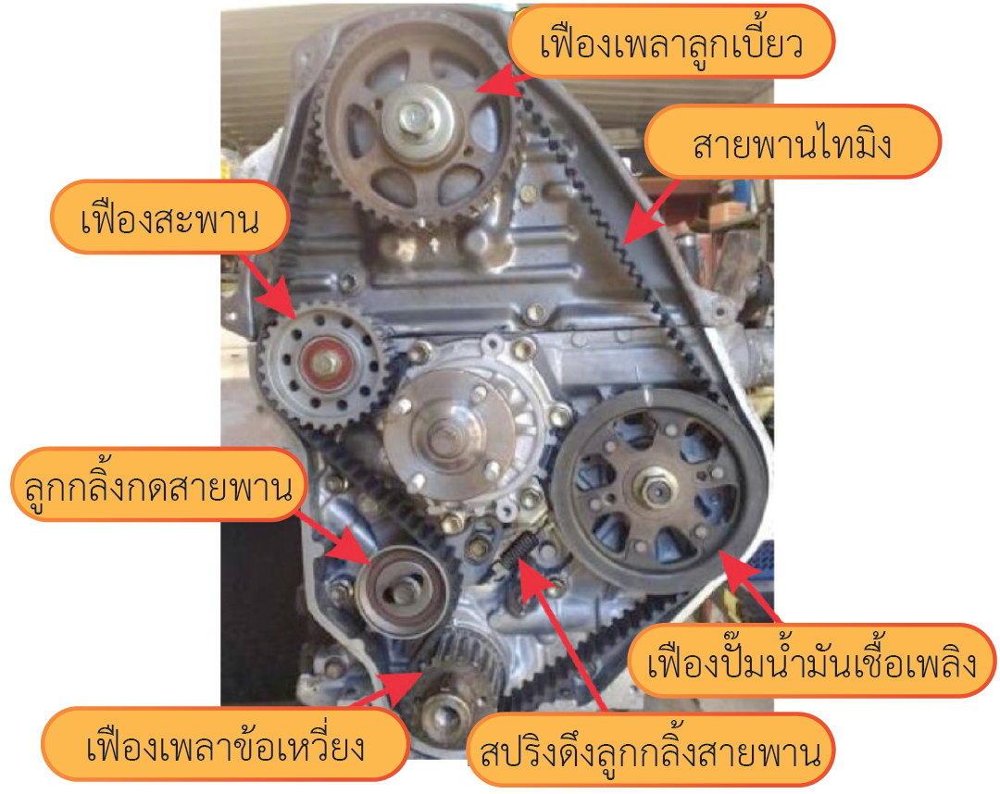 เฟืองเพลาลูกเบี้ยว
สายพานไทมิง
เฟืองสะพาน
ลูกกลิ้งกดสายพาน
เฟืองปั๊มน้ำมันเชื้อเพลิง
เฟืองเพลาข้อเหวี่ยง
สปริงดึงลูกกลิ้งสายพาน